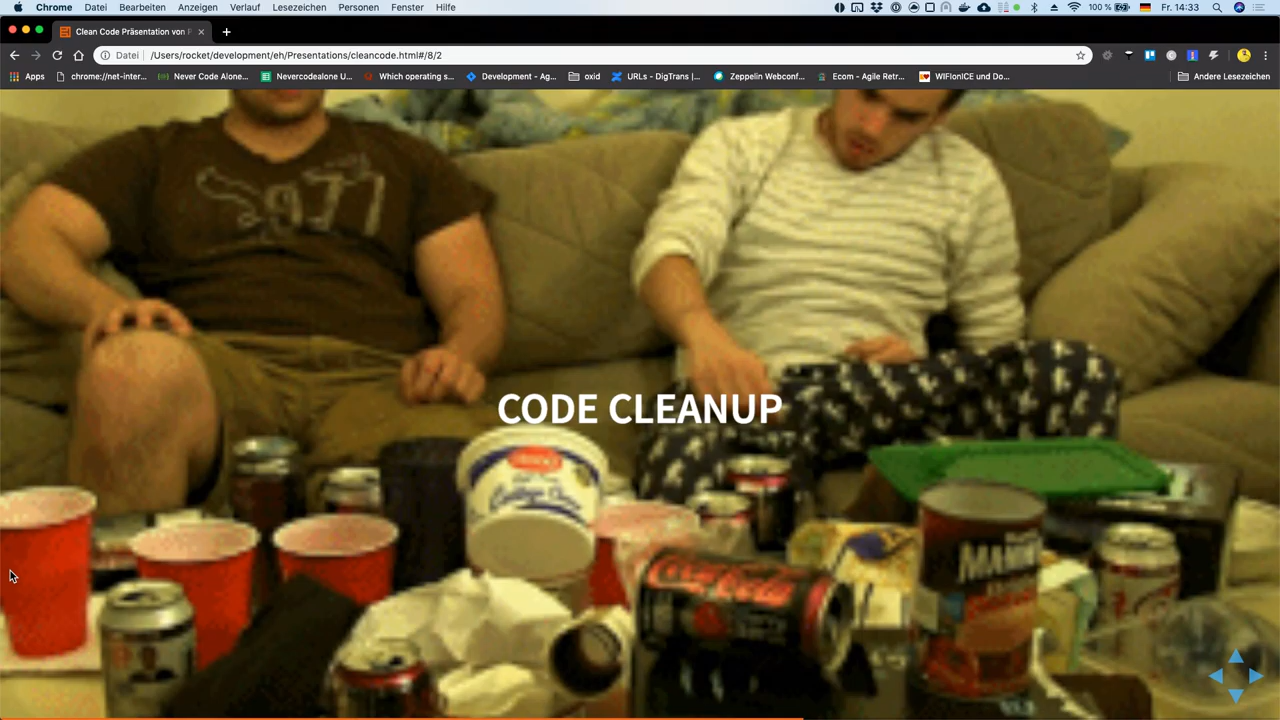 Chrome Datei Bearbeiten Anzeigen Verlauf Lesezeichen Personen Fenster Hilfe 100 % Fr. 14:33
Clean Code Präsentation von
Datei /Users/rocket/development/eh/Presentations/cleancode.html#/8/2
Apps chrome://net-inter... Never Code Alone... Nevercodealone U... Which operating s... Development - Ag... oxid URLs - DigTrans |... Zeppelin Webconf... Ecom - Agile Retr... WIFIonICE und Do... Andere Lesezeichen
CODE CLEANUP
Coca-Cola